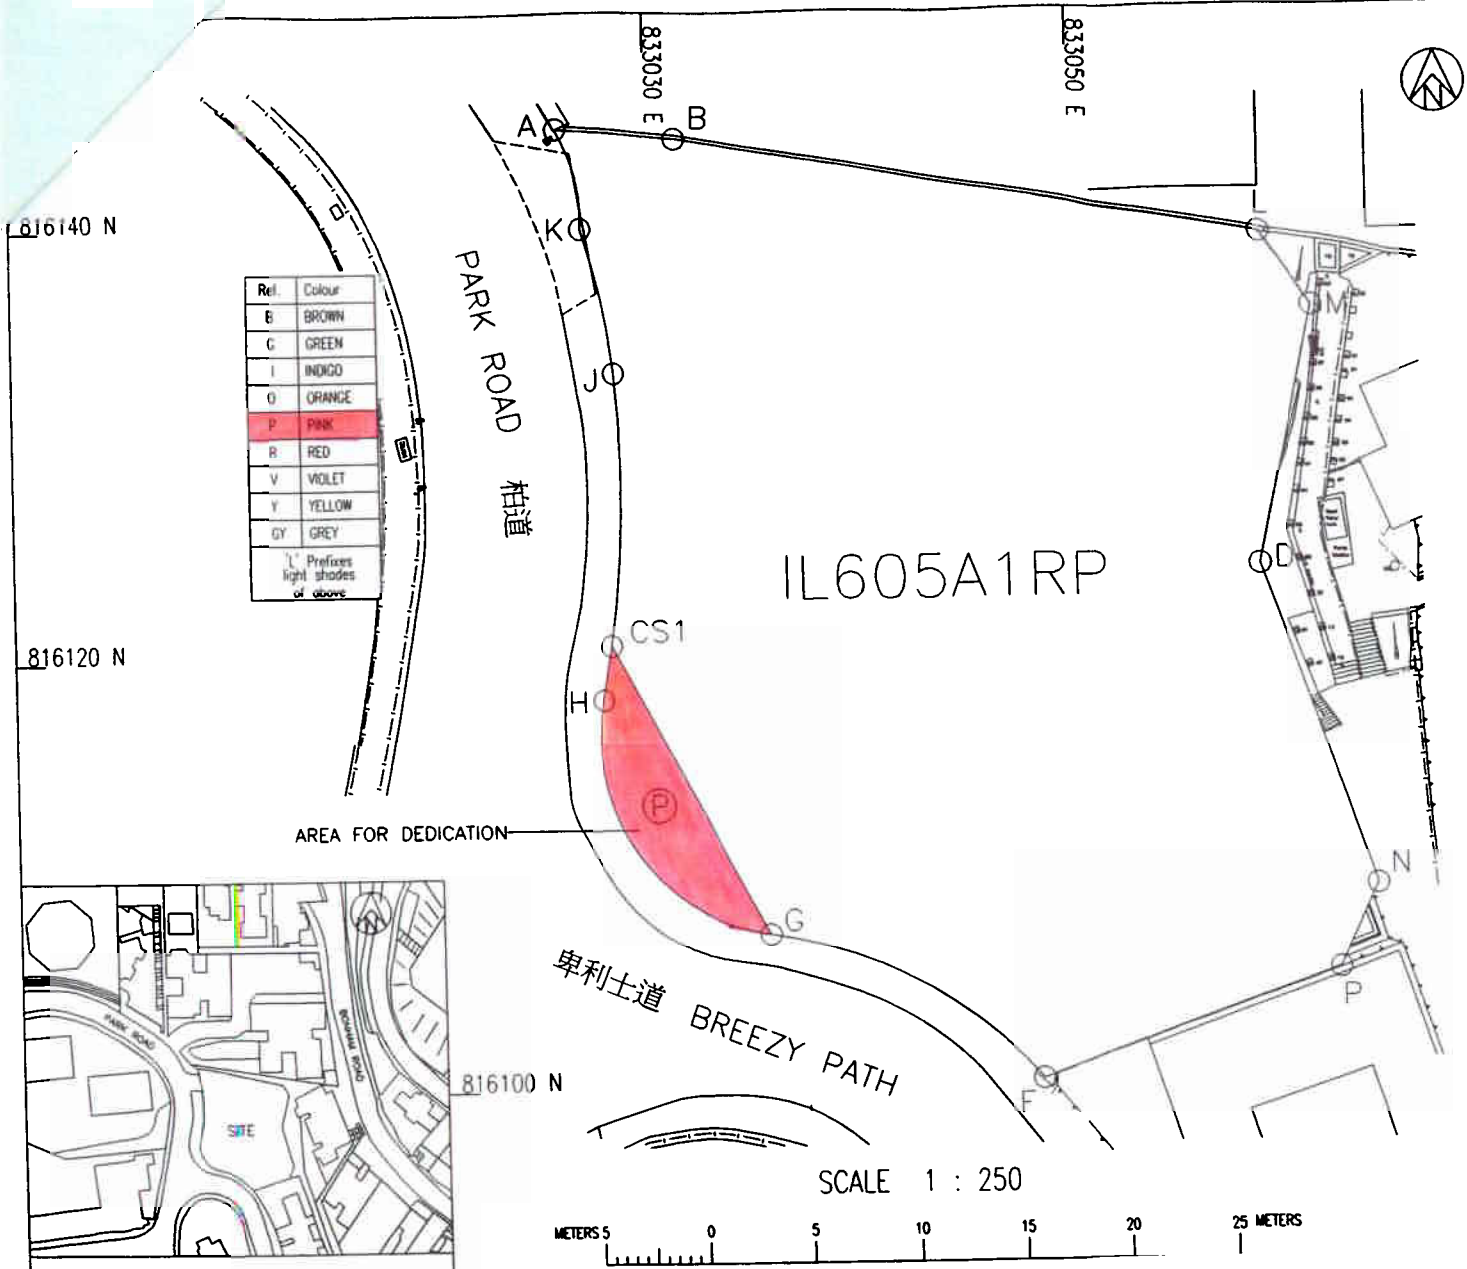 833030 E
833050 E
N
A
B
816140 N
K
M
PARK ROAD 柏道
Ref. Colour
B BROWN
G GREEN
I INDIGO
O ORANGE
P PINK
R RED
V VIOLET
Y YELLOW
GY GREY
'L' Prefixes
light shades
of above
J
IL605A1RP
D
CS1
816120 N
H
P
AREA FOR DEDICATION
N
G
P
卑利士道 BREEZY PATH
F
816100 N
N
PARK ROAD
BONHAM ROAD
SITE
SCALE 1 : 250
METERS 5 0 5 10 15 20 25 METERS